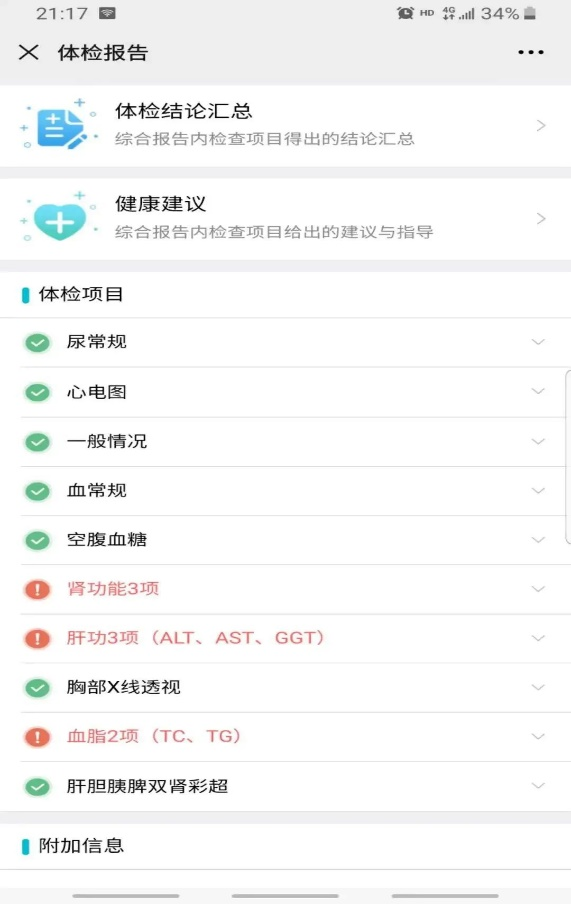 21:17 HD 4G 34%
体检报告
体检结论汇总
综合报告内检查项目得出的结论汇总
健康建议
综合报告内检查项目给出的建议与指导
体检项目
尿常规
心电图
一般情况
血常规
空腹血糖
肾功能3项
肝功3项（ALT、AST、GGT）
胸部X线透视
血脂2项（TC、TG）
肝胆胰脾双肾彩超
附加信息